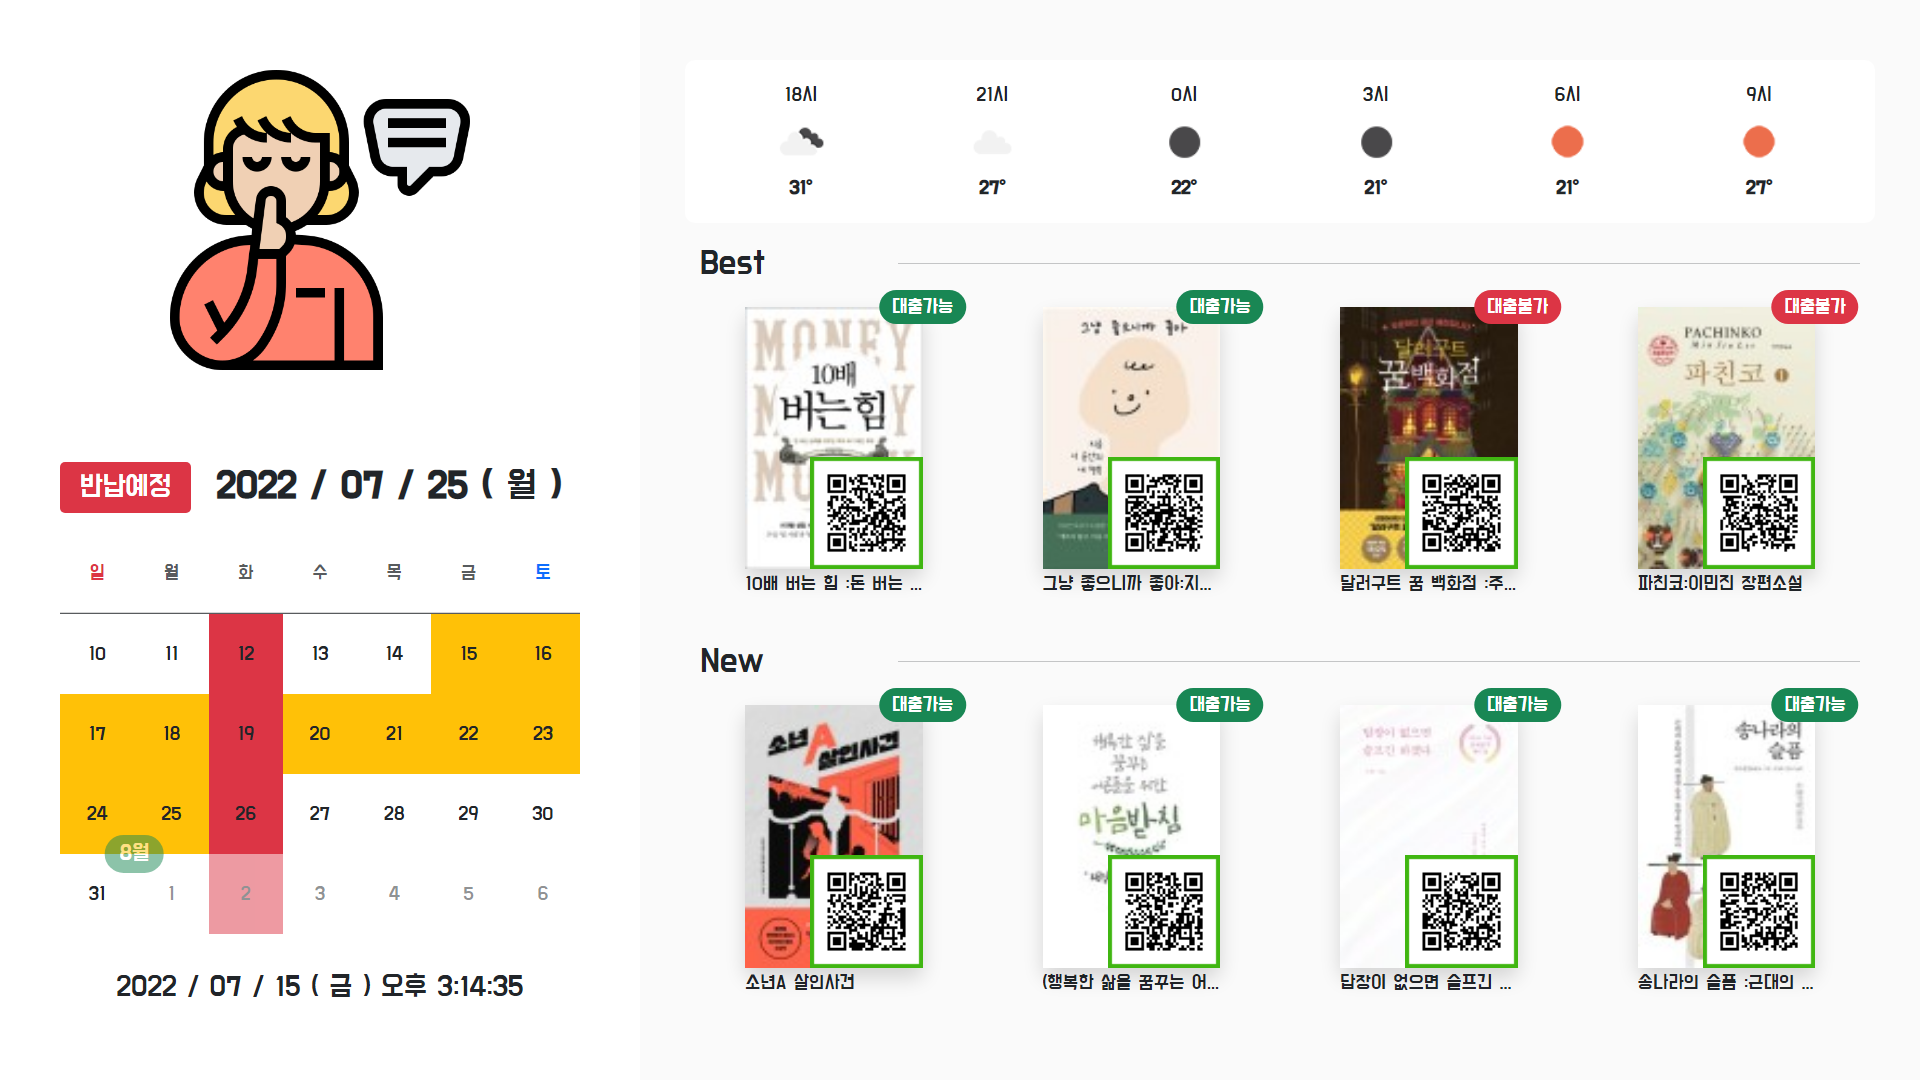 반납예정 2022 / 07 / 25 ( 월 )
일 월 화 수 목 금 토
10 11 12 13 14 15 16
17 18 19 20 21 22 23
24 25 26 27 28 29 30
8월
31 1 2 3 4 5 6
2022 / 07 / 15 ( 금 ) 오후 3:14:35
18시 21시 0시 3시 6시 9시
31° 27° 22° 21° 21° 27°
Best
대출가능 대출가능 대출불가 대출불가
MONEY
10배
버는 힘
그냥 좋으니까 좋아
달러구트
꿈 백화점
PACHINKO
Min Jin Lee
파친코 1
10배 버는 힘 :돈 버는 ...
그냥 좋으니까 좋아:지...
달러구트 꿈 백화점 :주...
파친코:이민진 장편소설
New
대출가능 대출가능 대출가능 대출가능
소년A
살인사건
행복한 삶을
꿈꾸는
어른들을 위한
마음받침
답장이 없으면
슬프긴 하겠다
송나라의
슬픔
소년A 살인사건
(행복한 삶을 꿈꾸는 어...
답장이 없으면 슬프긴 ...
송나라의 슬픔 :근대의 ...